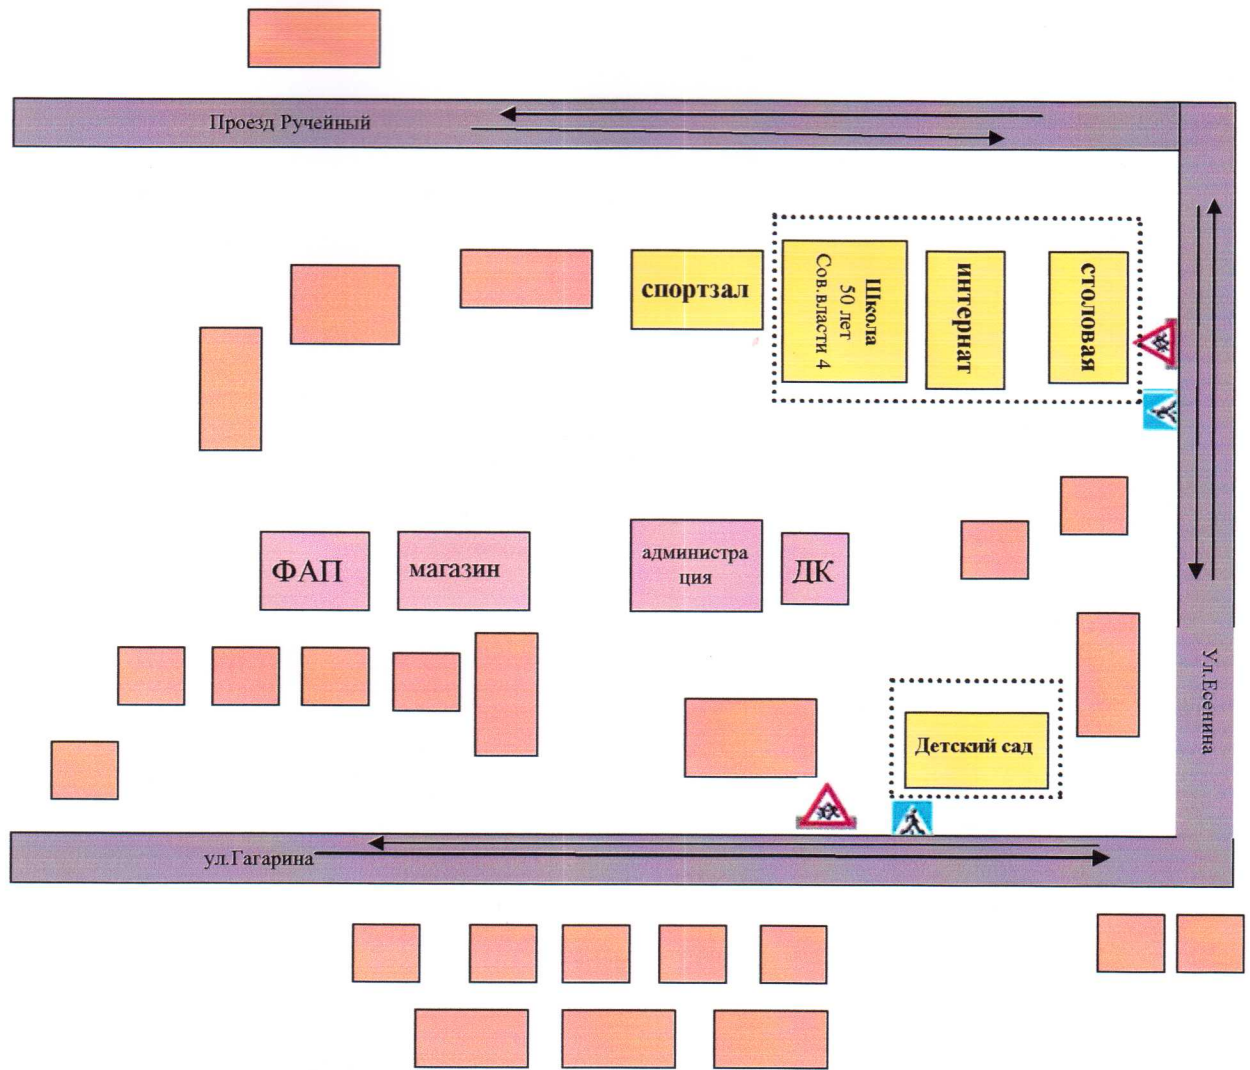 Проезд Ручейный
спортзал
Школа
50 лет
Сов.власти 4
интернат
столовая
ФАП
магазин
администра
ция
ДК
Ул.Есенина
Детский сад
ул.Гагарина